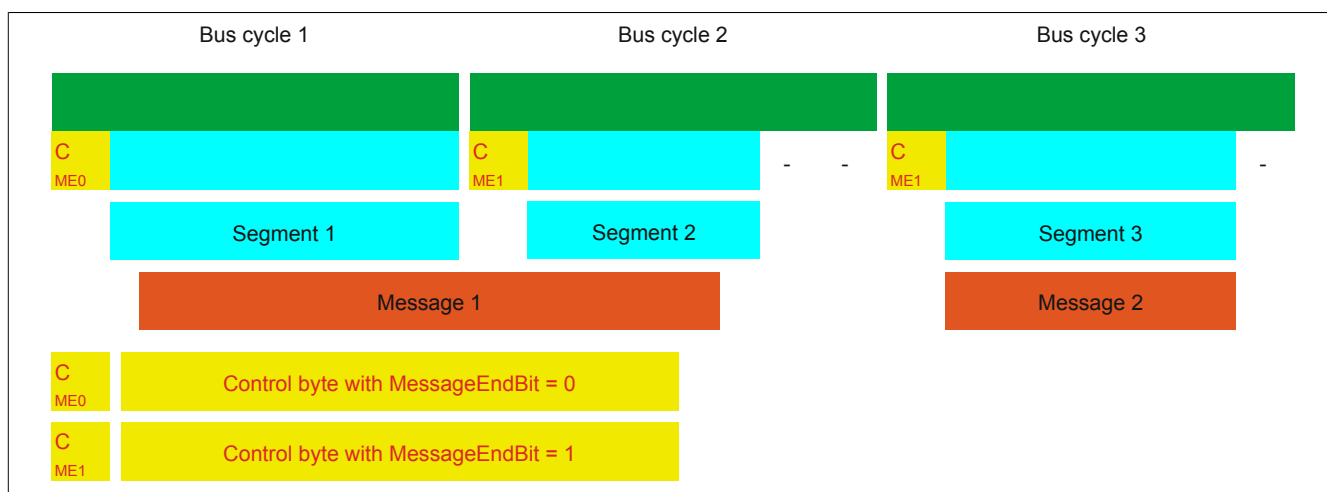 Bus cycle 1 Bus cycle 2 Bus cycle 3
C C - - C -
ME0 ME1 ME1
Segment 1 Segment 2 Segment 3
Message 1 Message 2
C
ME0 Control byte with MessageEndBit = 0
C
ME1 Control byte with MessageEndBit = 1